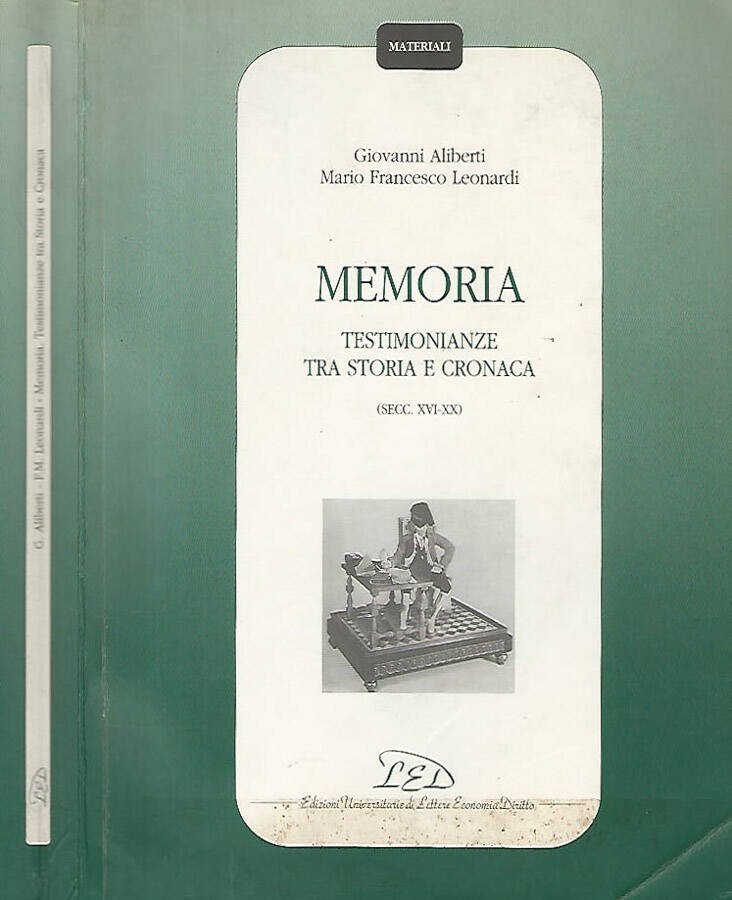 G. Aliberti - F.M. Leonardi • Memoria. Testimonianze tra Storia e Cronaca
LED
MATERIALI
Giovanni Aliberti
Mario Francesco Leonardi
MEMORIA
TESTIMONIANZE
TRA STORIA E CRONACA
(SECC. XVI-XX)
LED
Edizioni Universitarie di Lettere Economia Diritto